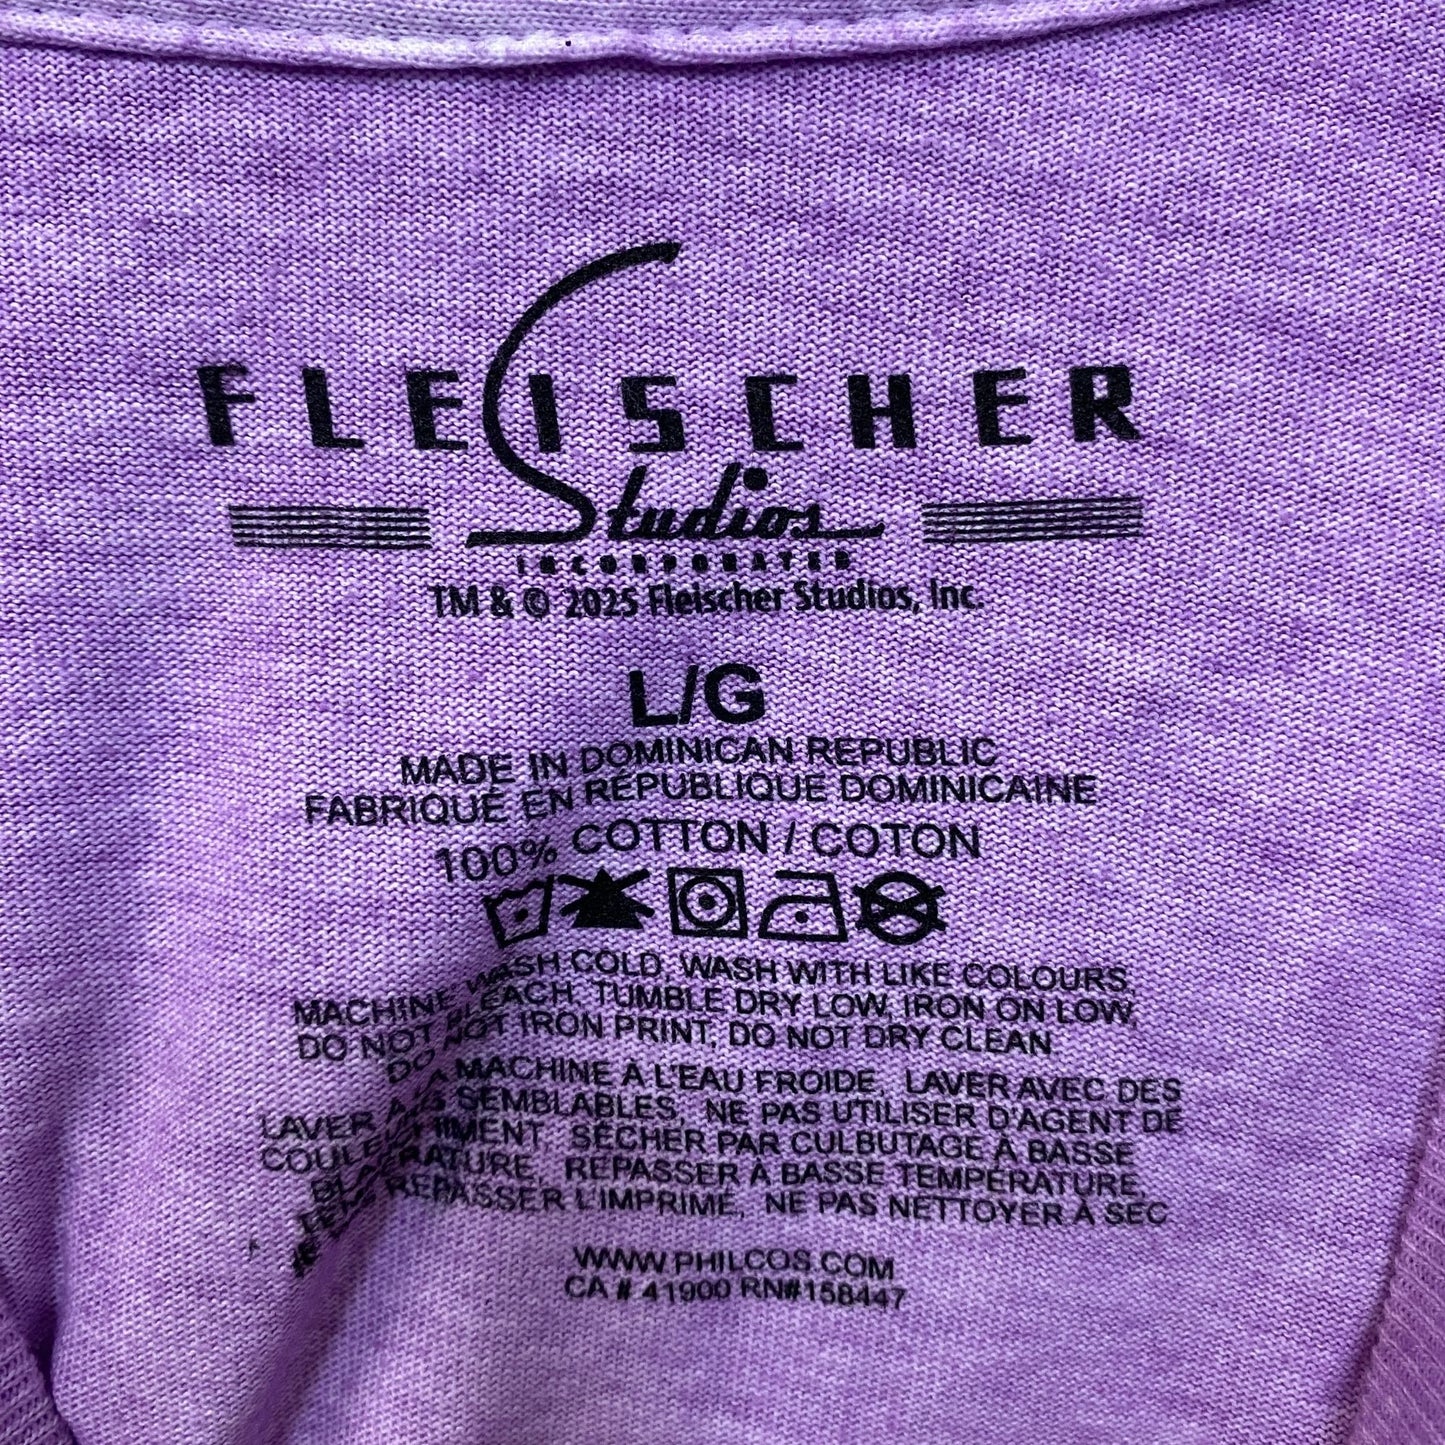 FLEISCHER
Studios
INCORPORATED
TM & © 2025 Fleischer Studios, Inc.
L/G
MADE IN DOMINICAN REPUBLIC
FABRIQUÉ EN RÉPUBLIQUE DOMINICAINE
100% COTTON / COTON
MACHINE WASH COLD, WASH WITH LIKE COLOURS,
DO NOT BLEACH, TUMBLE DRY LOW, IRON ON LOW,
DO NOT IRON PRINT, DO NOT DRY CLEAN.
LAVER À LA MACHINE À L'EAU FROIDE, LAVER AVEC DES
SEMBLABLES, NE PAS UTILISER D'AGENT DE
SÉCHER PAR CULBUTAGE À BASSE
REPASSER À BASSE TEMPÉRATURE,
REPASSER L'IMPRIMÉ, NE PAS NETTOYER À SEC
WWW.PHILCOS.COM
CA # 41900 RN#158447